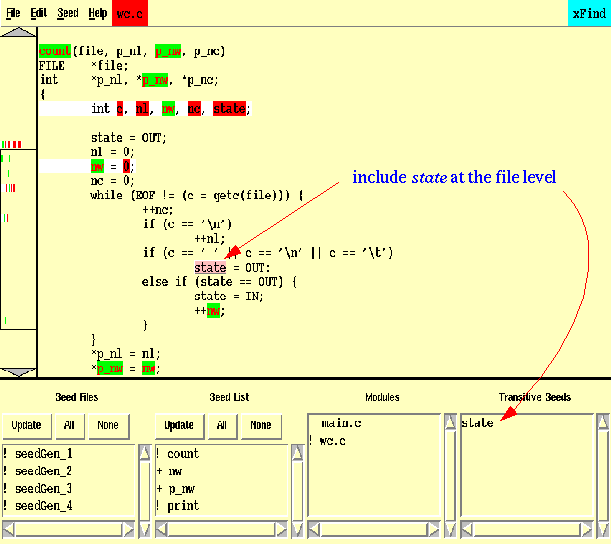 File Edit Seed Help wc.c xFind
count(file, p_nl, p_nw, p_nc)
FILE *file;
int *p_nl, *p_nw, *p_nc;
{
int c, nl, nw, nc, state;
state = OUT;
nl = 0;
nw = 0;
nc = 0;
while (EOF != (c = getc(file))) {
++nc;
if (c == '\n')
++nl;
if (c == ' ' || c == '\n' || c == '\t')
state = OUT;
else if (state == OUT) {
state = IN;
++nw;
}
}
*p_nl = nl;
*p_nw = nw;
include state at the file level
Seed Files Seed List Modules Transitive Seeds
Update All None Update All None
! seedGen_1
! seedGen_2
! seedGen_3
! seedGen_4
! count
+ nw
+ p_nw
! print
main.c
! wc.c
state